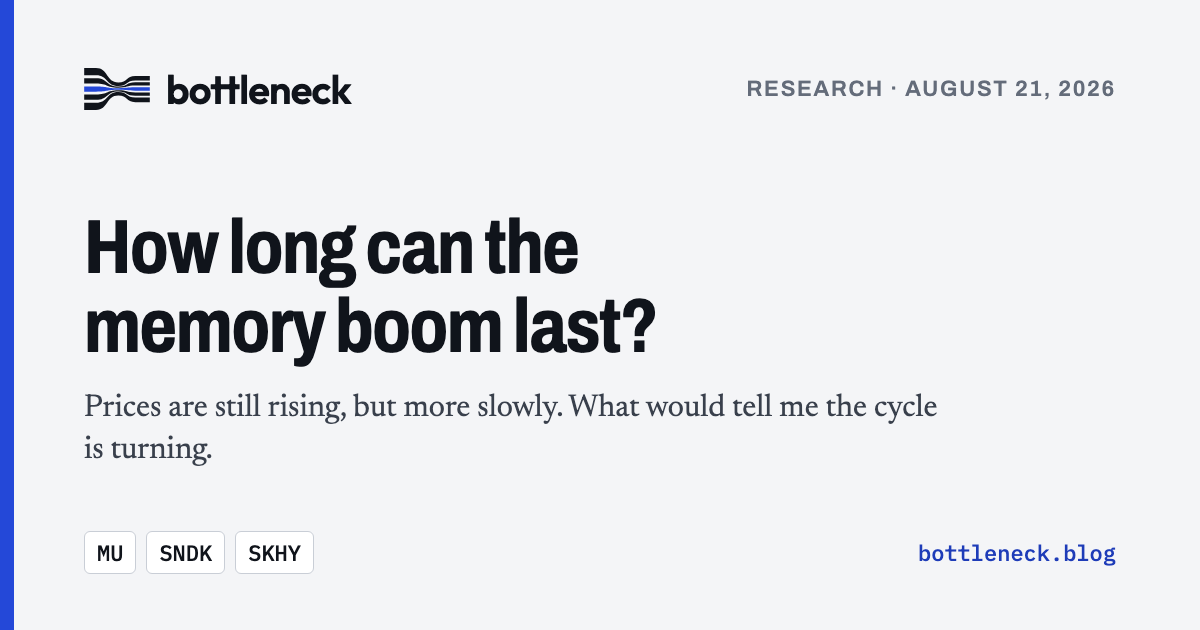 bottleneck
RESEARCH · AUGUST 21, 2026
How long can the
memory boom last?
Prices are still rising, but more slowly. What would tell me the cycle
is turning.
MU
SNDK
SKHY
bottleneck.blog